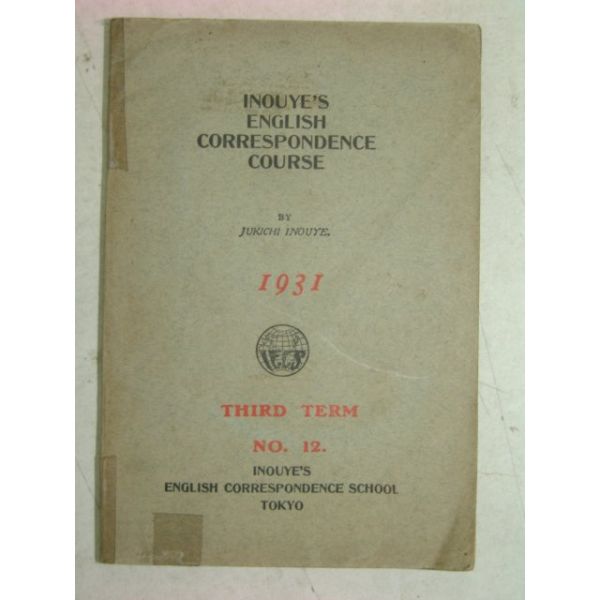 INOUYE'S
ENGLISH
CORRESPONDENCE
COURSE
BY
JUKICHI INOUYE.
1931
THIRD TERM
NO. 12.
INOUYE'S
ENGLISH CORRESPONDENCE SCHOOL
TOKYO